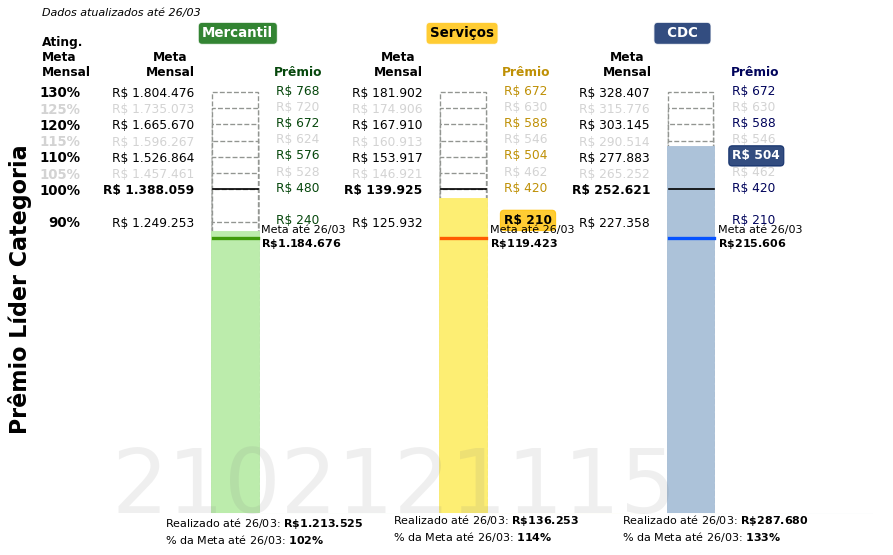 Dados atualizados até 26/03
Mercantil Serviços CDC
Ating. Meta Mensal
Meta Mensal Prêmio Meta Mensal Prêmio Meta Mensal Prêmio
130% R$ 1.804.476 R$ 768 R$ 181.902 R$ 672 R$ 328.407 R$ 672
125% R$ 1.735.073 R$ 720 R$ 174.906 R$ 630 R$ 315.776 R$ 630
120% R$ 1.665.670 R$ 672 R$ 167.910 R$ 588 R$ 303.145 R$ 588
115% R$ 1.596.267 R$ 624 R$ 160.913 R$ 546 R$ 290.514 R$ 546
110% R$ 1.526.864 R$ 576 R$ 153.917 R$ 504 R$ 277.883 R$ 504
105% R$ 1.457.461 R$ 528 R$ 146.921 R$ 462 R$ 265.252 R$ 462
100% R$ 1.388.059 R$ 480 R$ 139.925 R$ 420 R$ 252.621 R$ 420
90% R$ 1.249.253 R$ 240 R$ 125.932 R$ 210 R$ 227.358 R$ 210
Meta até 26/03 Meta até 26/03 Meta até 26/03
R$1.184.676 R$119.423 R$215.606
Prêmio Líder Categoria
2102121115
Realizado até 26/03: R$1.213.525 Realizado até 26/03: R$136.253 Realizado até 26/03: R$287.680
% da Meta até 26/03: 102% % da Meta até 26/03: 114% % da Meta até 26/03: 133%